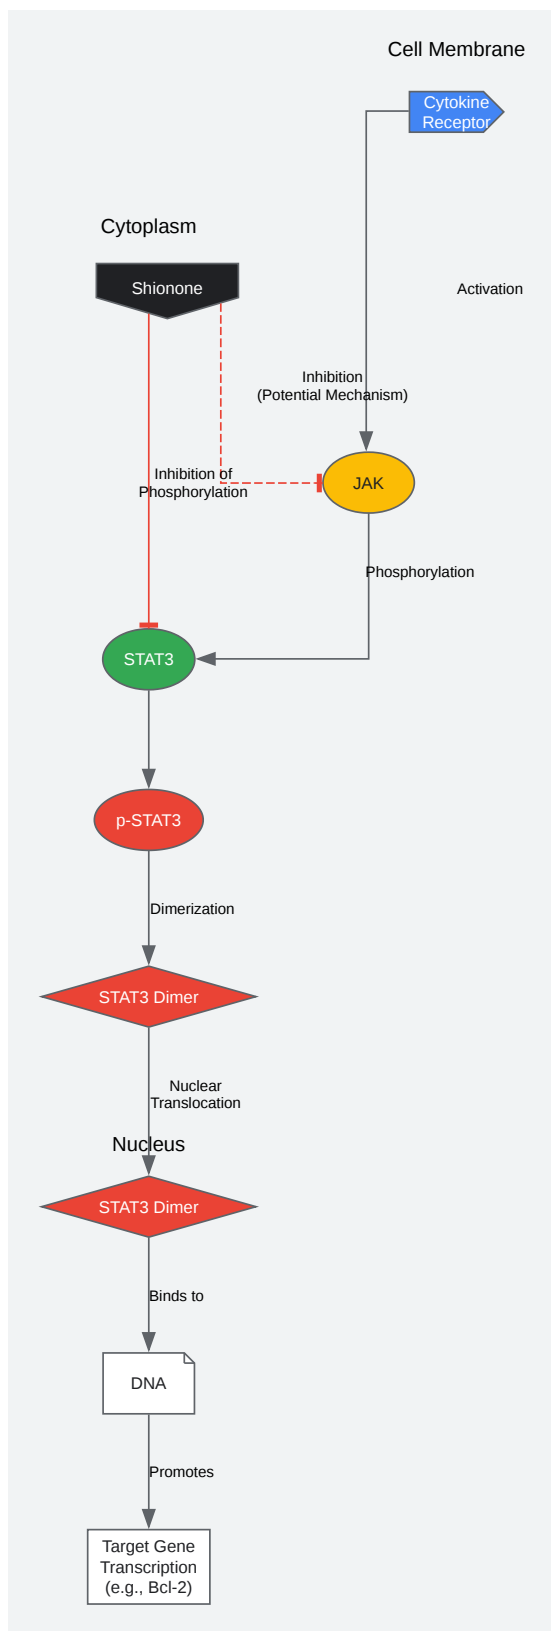 Cell Membrane
Cytokine
Receptor
Cytoplasm
Shionone
Activation
Inhibition
(Potential Mechanism)
Inhibition of
Phosphorylation
JAK
Phosphorylation
STAT3
p-STAT3
Dimerization
STAT3 Dimer
Nuclear
Translocation
Nucleus
STAT3 Dimer
Binds to
DNA
Promotes
Target Gene
Transcription
(e.g., Bcl-2)